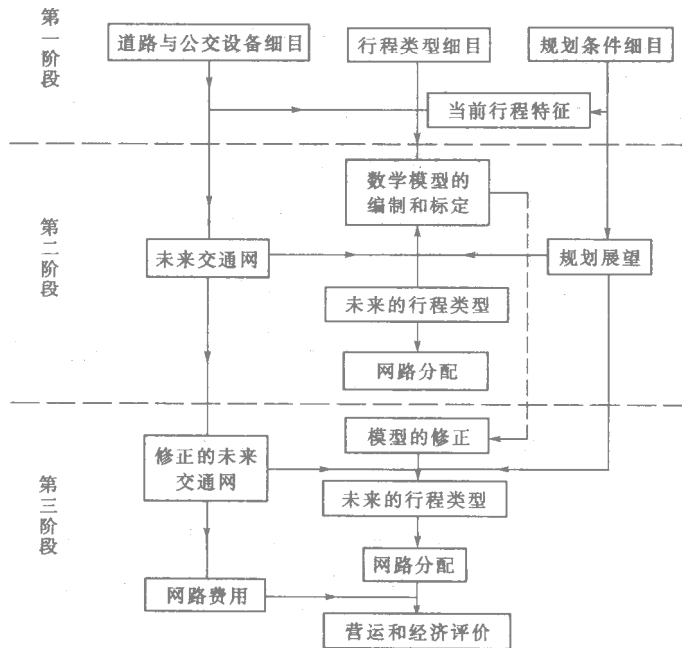 第一阶段
道路与公交设备细目
行程类型细目
规划条件细目
当前行程特征
第二阶段
数学模型的
编制和标定
未来交通网
规划展望
未来的行程类型
网路分配
第三阶段
模型的修正
修正的未来
交通网
未来的行程类型
网路分配
网路费用
营运和经济评价